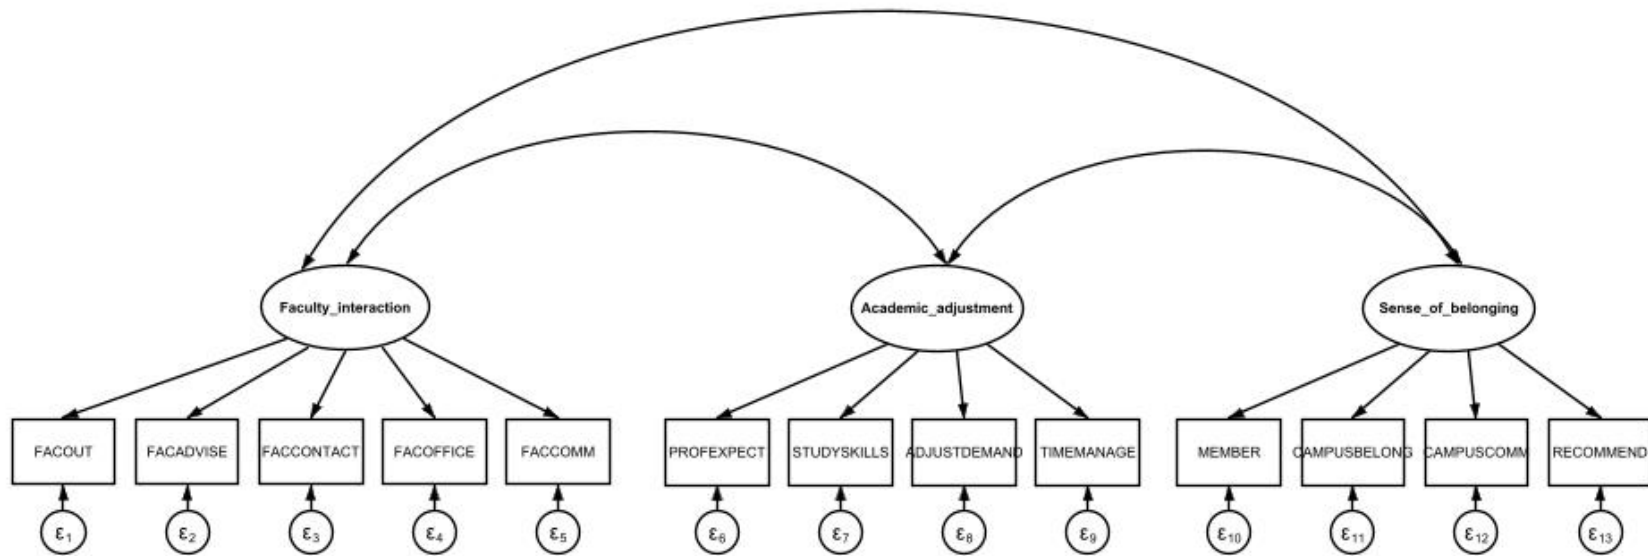 Faculty_interaction
Academic_adjustment
Sense_of_belonging
FACOUT
FACADVISE
FACCONTACT
FACOFFICE
FACCOMM
PROFEXPECT
STUDYSKILLS
ADJUSTDEMAND
TIMEMANAGE
MEMBER
CAMPUSBELONG
CAMPUSCOMM
RECOMMEND
ε₁
ε₂
ε₃
ε₄
ε₅
ε₆
ε₇
ε₈
ε₉
ε₁₀
ε₁₁
ε₁₂
ε₁₃